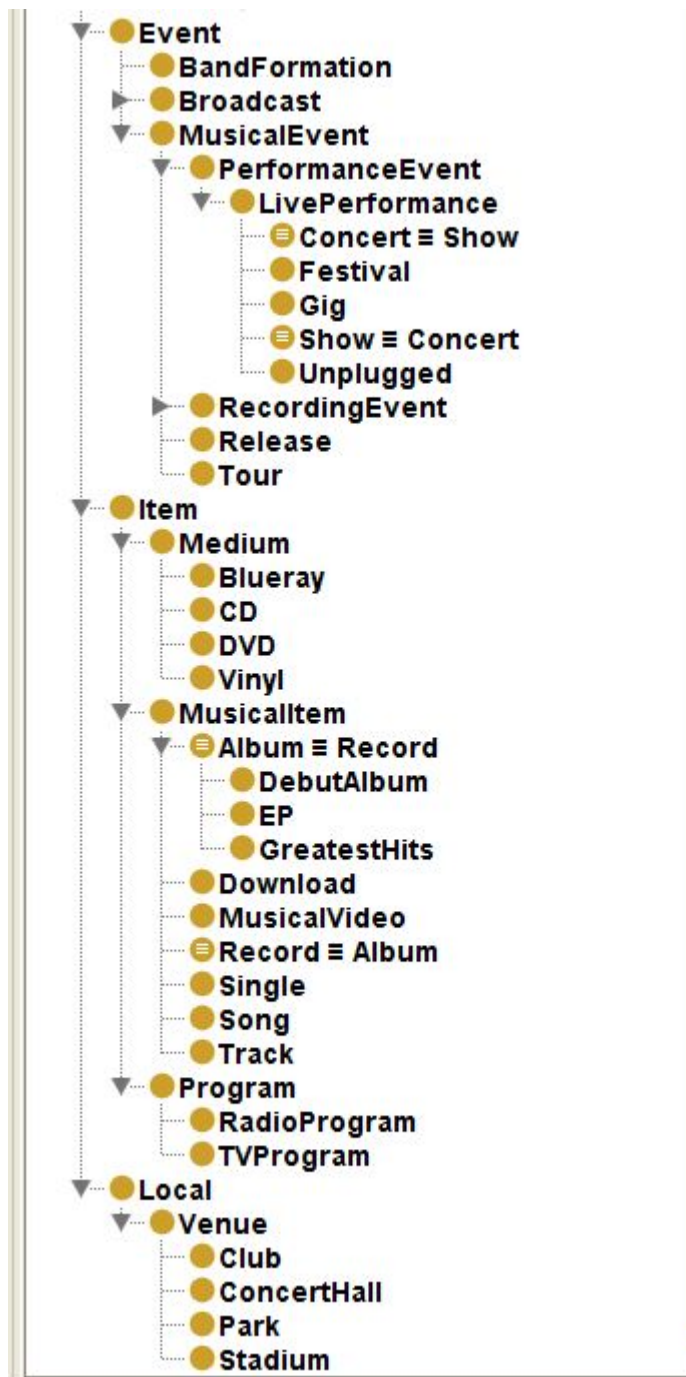 Event
BandFormation
Broadcast
MusicalEvent
PerformanceEvent
LivePerformance
Concert ≡ Show
Festival
Gig
Show ≡ Concert
Unplugged
RecordingEvent
Release
Tour
Item
Medium
Blueray
CD
DVD
Vinyl
MusicalItem
Album ≡ Record
DebutAlbum
EP
GreatestHits
Download
MusicalVideo
Record ≡ Album
Single
Song
Track
Program
RadioProgram
TVProgram
Local
Venue
Club
ConcertHall
Park
Stadium